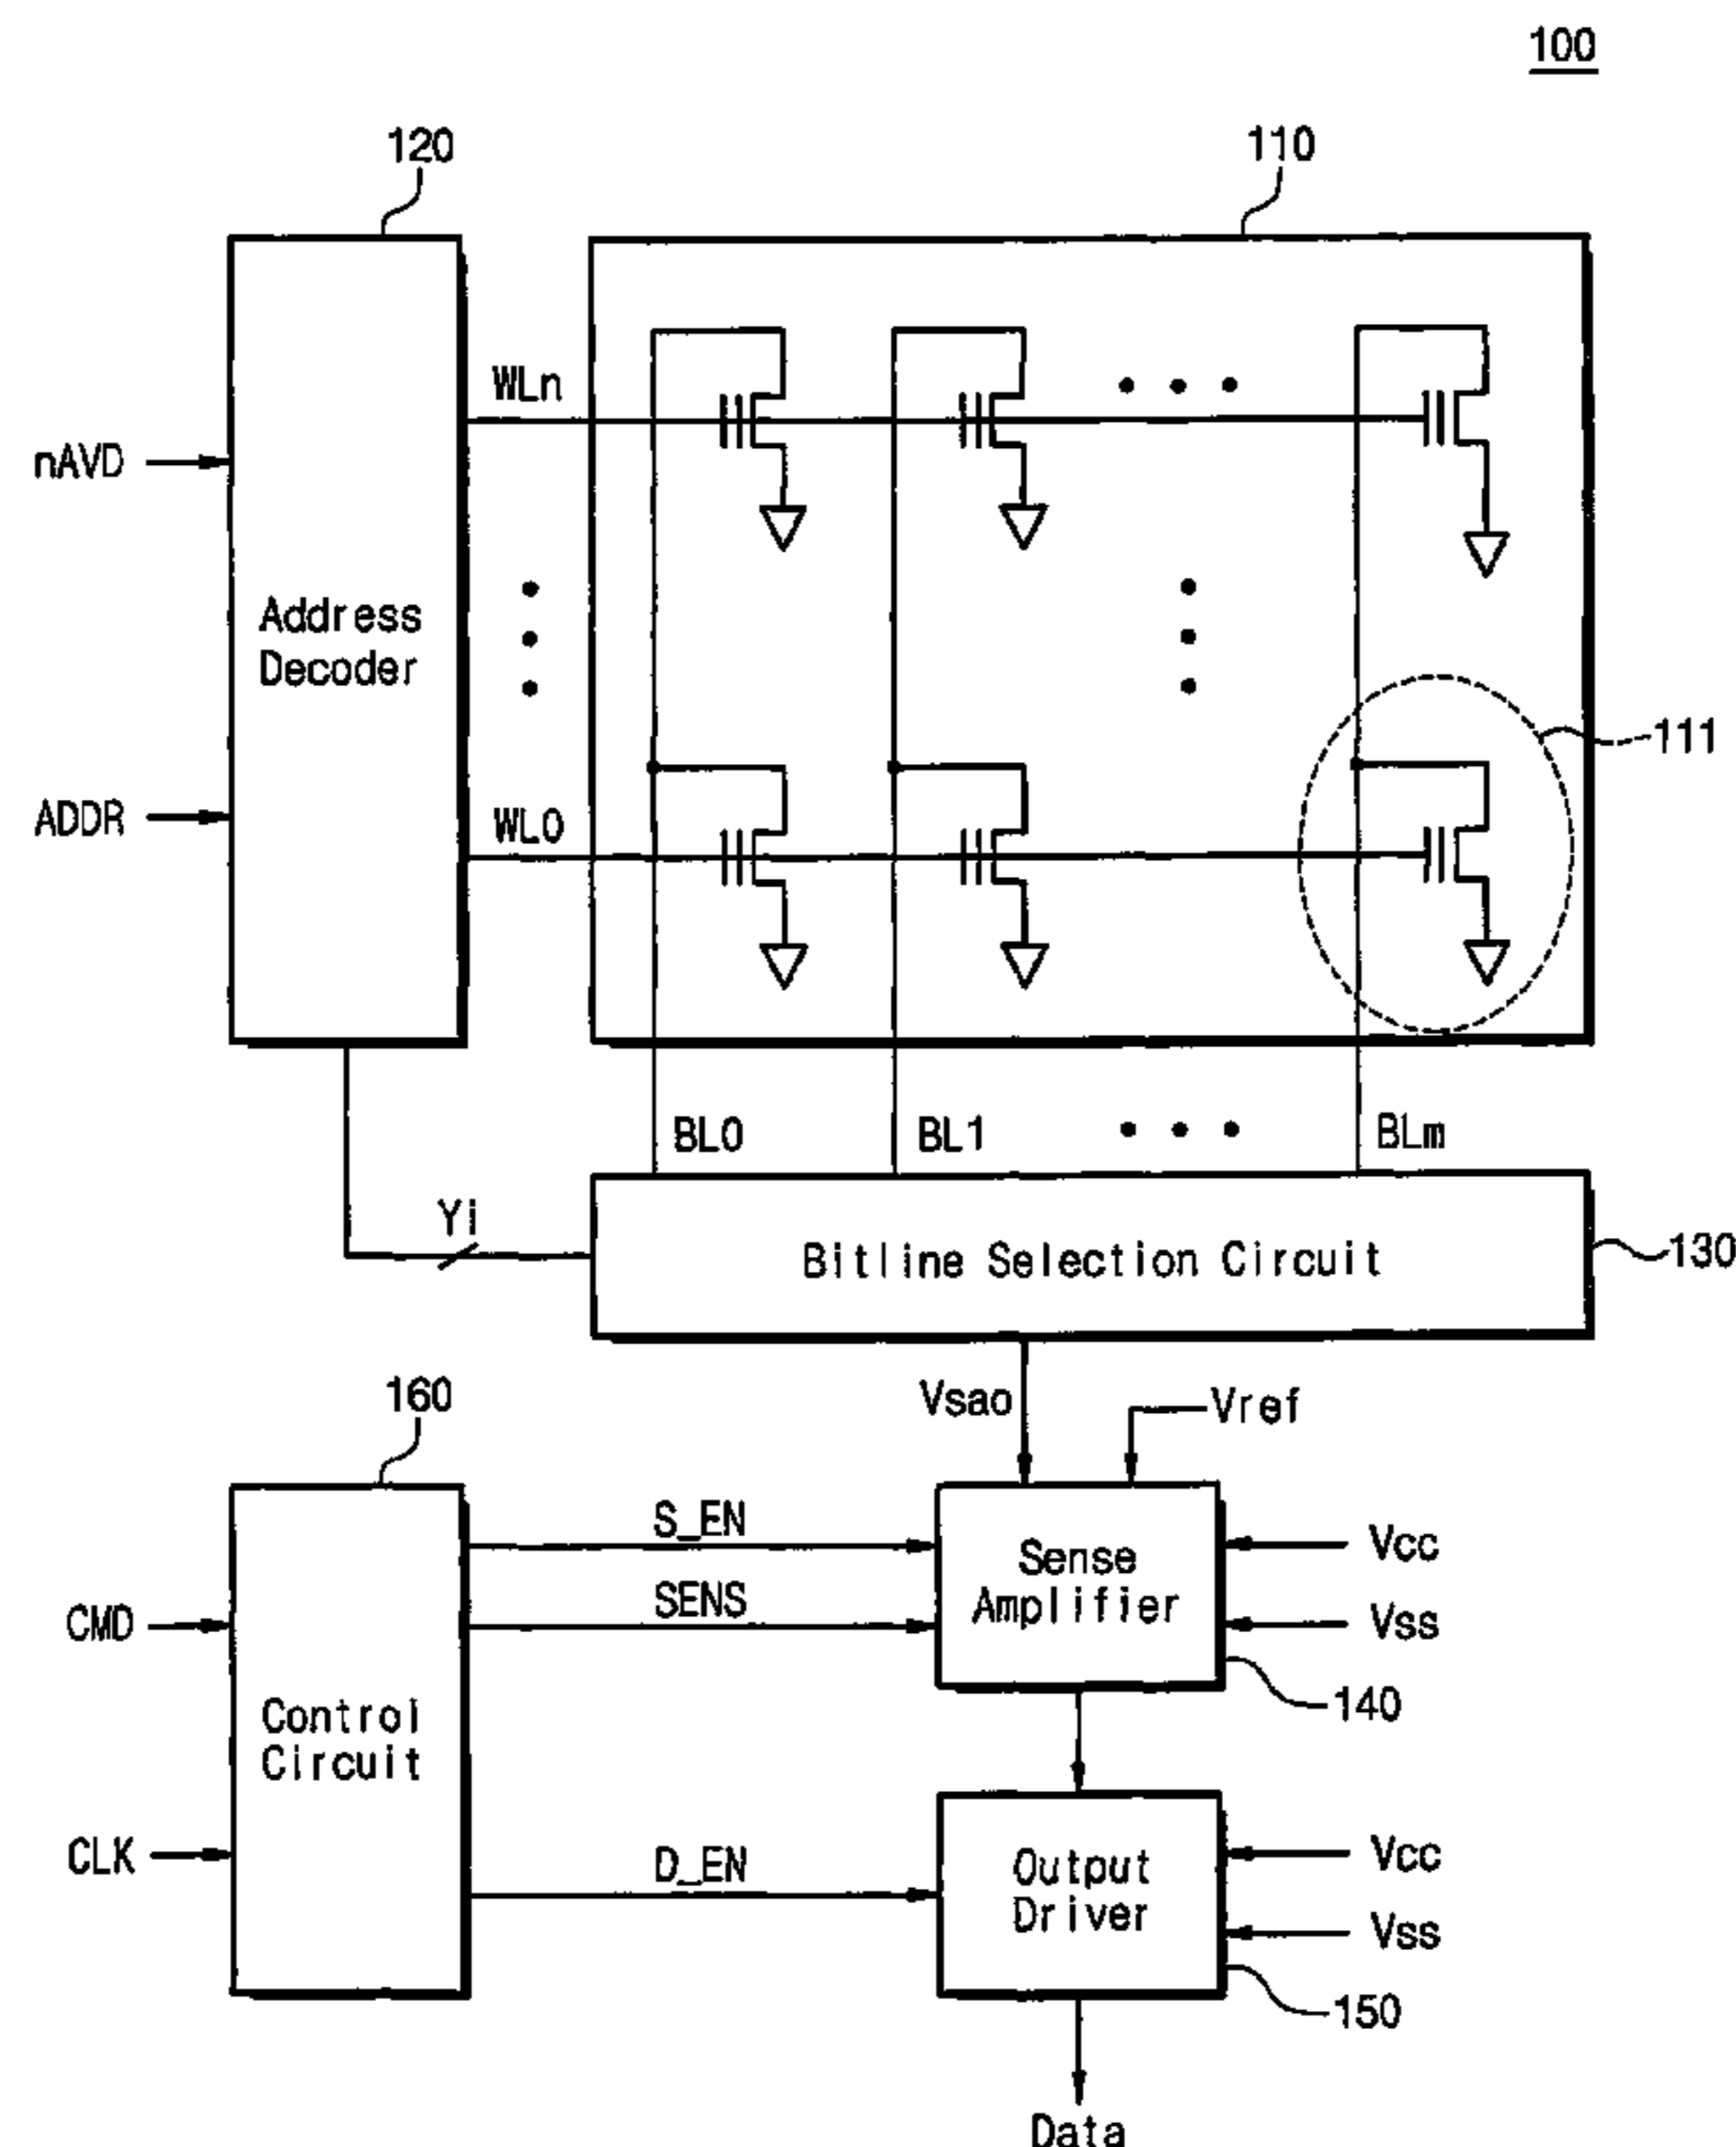 100
120
110
WLn
nAVD
Address
Decoder
111
ADDR
WL0
BL0
BL1
BLm
Yi
Bitline Selection Circuit
130
160
Vsao
Vref
S_EN
Sense
Amplifier
Vcc
SENS
CMD
Vss
140
Control
Circuit
CLK
D_EN
Output
Driver
Vcc
Vss
150
Data